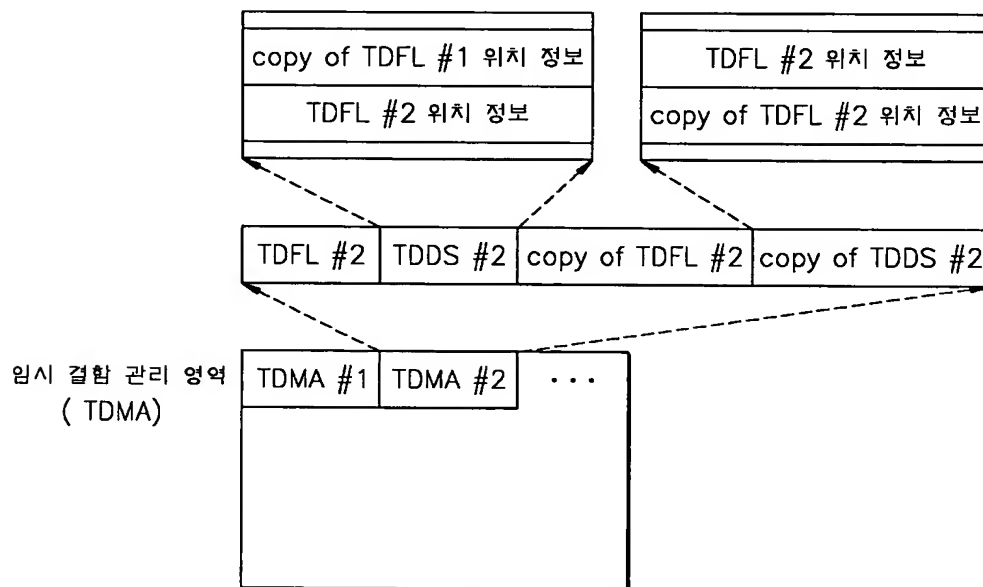 copy of TDFL #1 위치 정보
TDFL #2 위치 정보
TDFL #2 위치 정보
copy of TDFL #2 위치 정보
TDFL #2
TDDS #2
copy of TDFL #2
copy of TDDS #2
임시 결함 관리 영역
( TDMA)
TDMA #1
TDMA #2
···